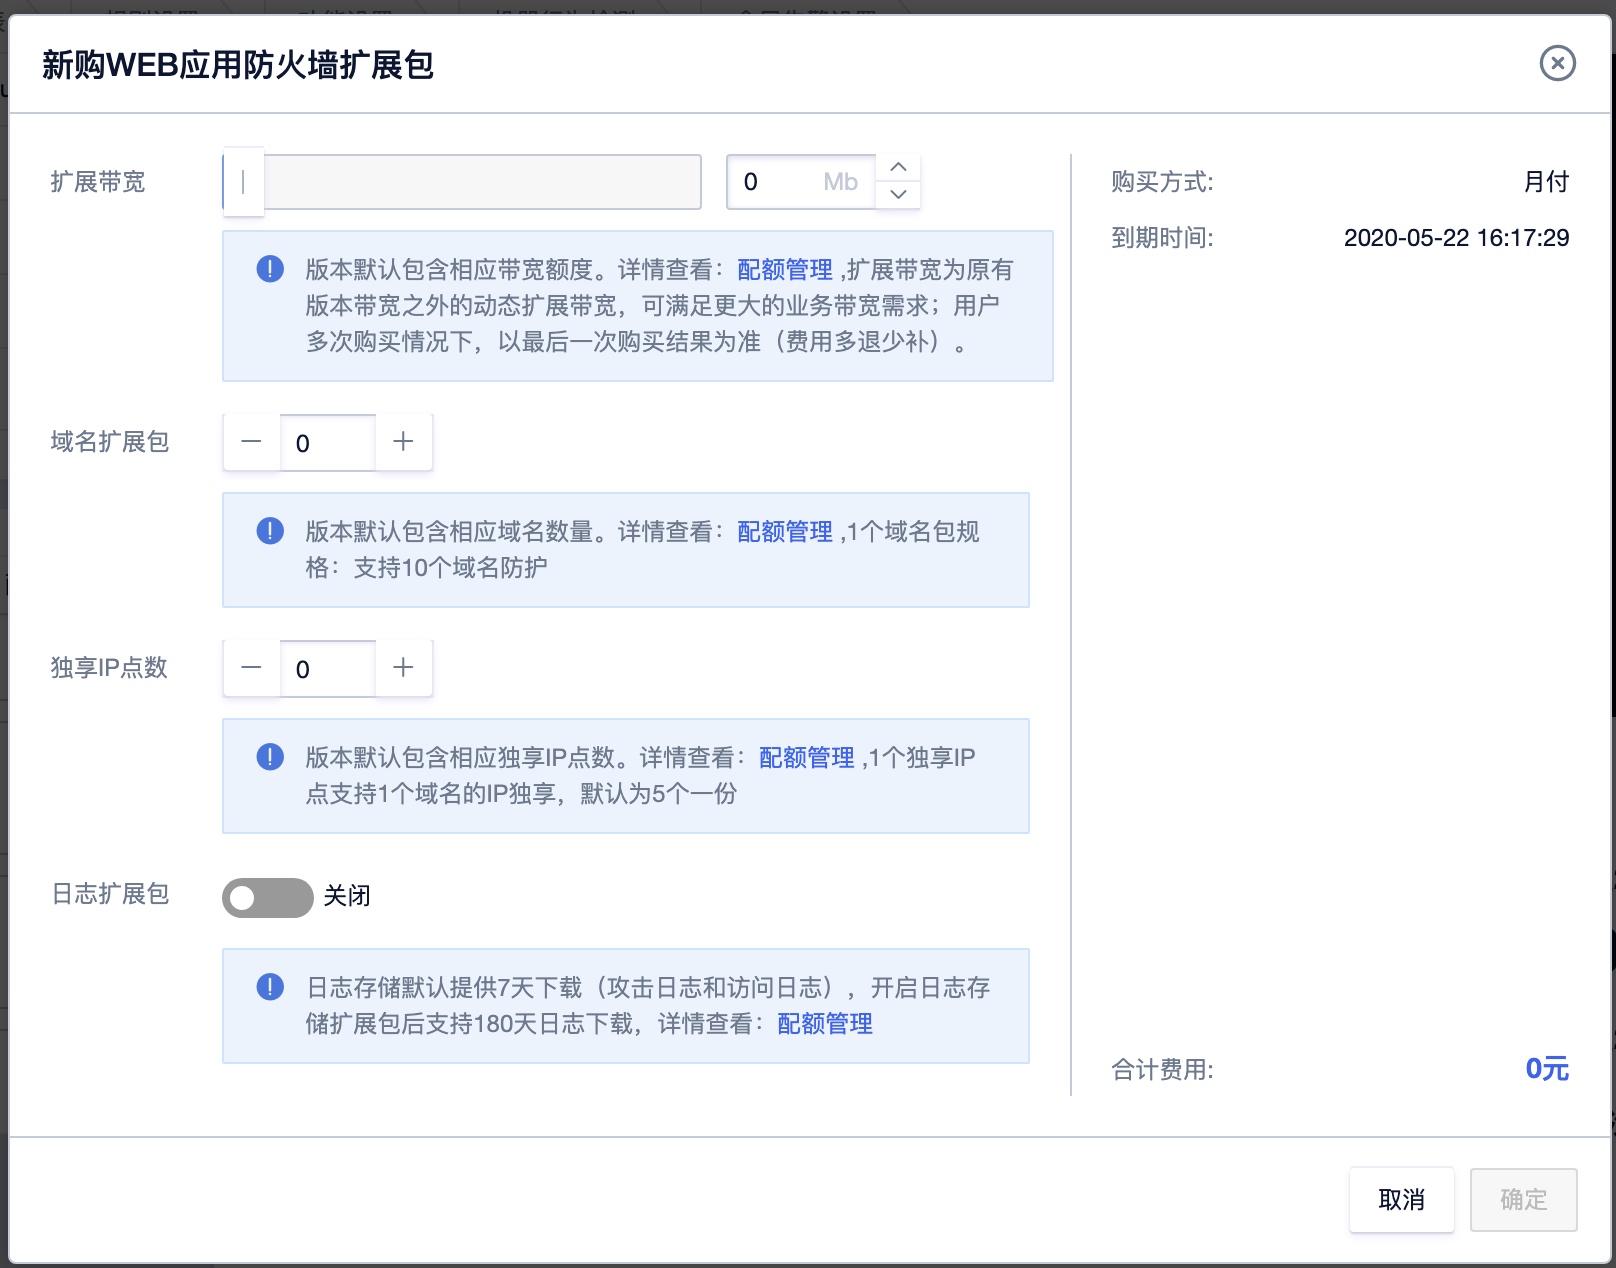 新购WEB应用防火墙扩展包
扩展带宽
0 Mb
版本默认包含相应带宽额度。详情查看：配额管理 ,扩展带宽为原有
版本带宽之外的动态扩展带宽，可满足更大的业务带宽需求；用户
多次购买情况下，以最后一次购买结果为准（费用多退少补）。
域名扩展包
0
版本默认包含相应域名数量。详情查看：配额管理 ,1个域名包规
格：支持10个域名防护
独享IP点数
0
版本默认包含相应独享IP点数。详情查看：配额管理 ,1个独享IP
点支持1个域名的IP独享，默认为5个一份
日志扩展包
关闭
日志存储默认提供7天下载（攻击日志和访问日志），开启日志存
储扩展包后支持180天日志下载，详情查看：配额管理
购买方式: 月付
到期时间: 2020-05-22 16:17:29
合计费用: 0元
取消 确定